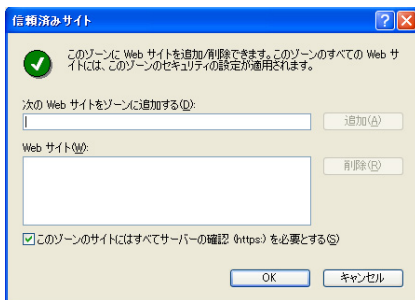 信頼済みサイト
このゾーンに Web サイトを追加/削除できます。このゾーンのすべての Web サ
イトには、このゾーンのセキュリティの設定が適用されます。
次の Web サイトをゾーンに追加する(D):
追加(A)
Web サイト(W):
削除(R)
このゾーンのサイトにはすべてサーバーの確認 (https:) を必要とする(S)
OK
キャンセル